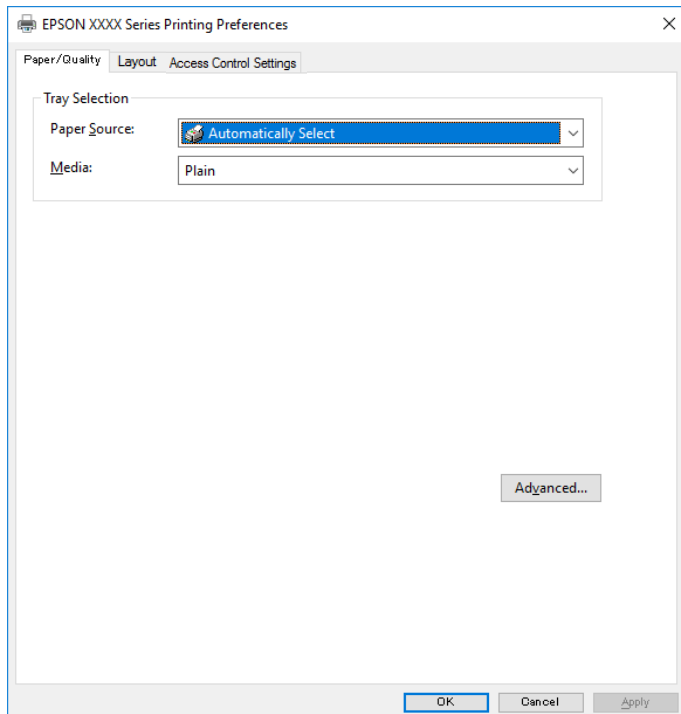 EPSON XXXX Series Printing Preferences
Paper/Quality Layout Access Control Settings
Tray Selection
Paper Source: Automatically Select
Media: Plain
Advanced...
OK Cancel Apply